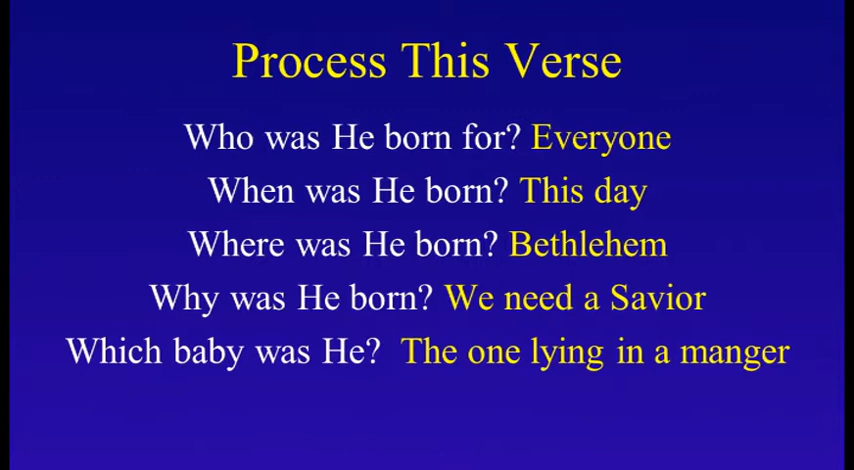 Process This Verse
Who was He born for? Everyone
When was He born? This day
Where was He born? Bethlehem
Why was He born? We need a Savior
Which baby was He? The one lying in a manger